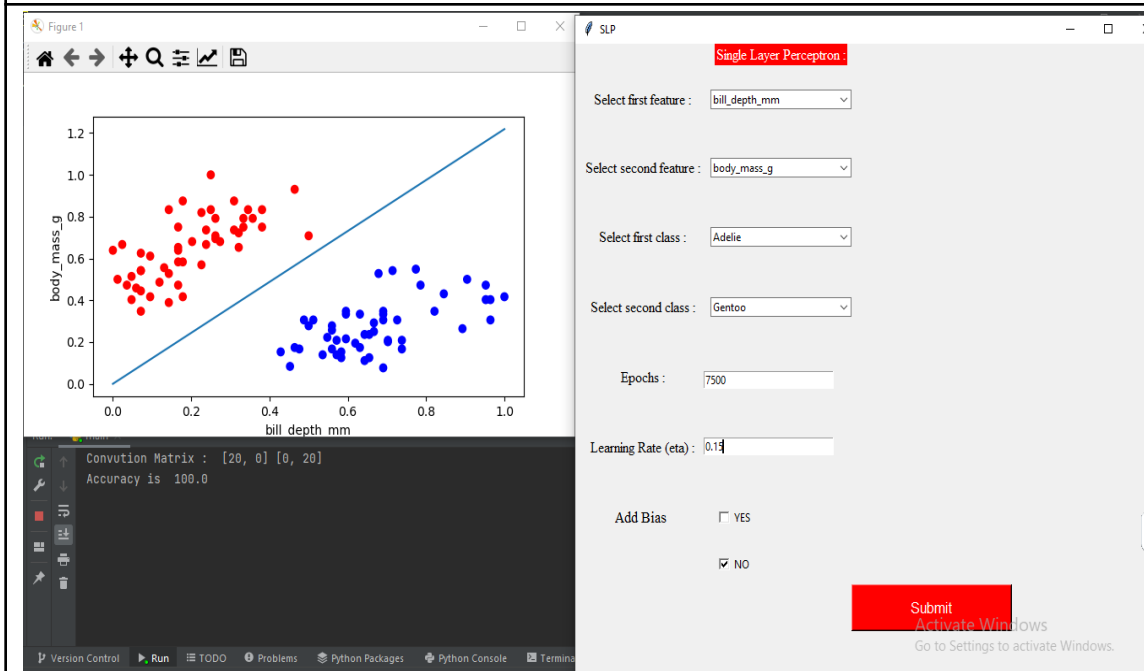 Figure 1
1.2
1.0
0.8
0.6
0.4
0.2
0.0
body_mass_g
0.0 0.2 0.4 0.6 0.8 1.0
bill_depth_mm
Run: main
Convution Matrix : [20, 0] [0, 20]
Accuracy is 100.0
Version Control Run TODO Problems Python Packages Python Console Termina
SLP
Single Layer Perceptron :
Select first feature : bill_depth_mm
Select second feature : body_mass_g
Select first class : Adelie
Select second class : Gentoo
Epochs : 7500
Learning Rate (eta) : 0.15
Add Bias YES
NO
Submit
Activate Windows
Go to Settings to activate Windows.